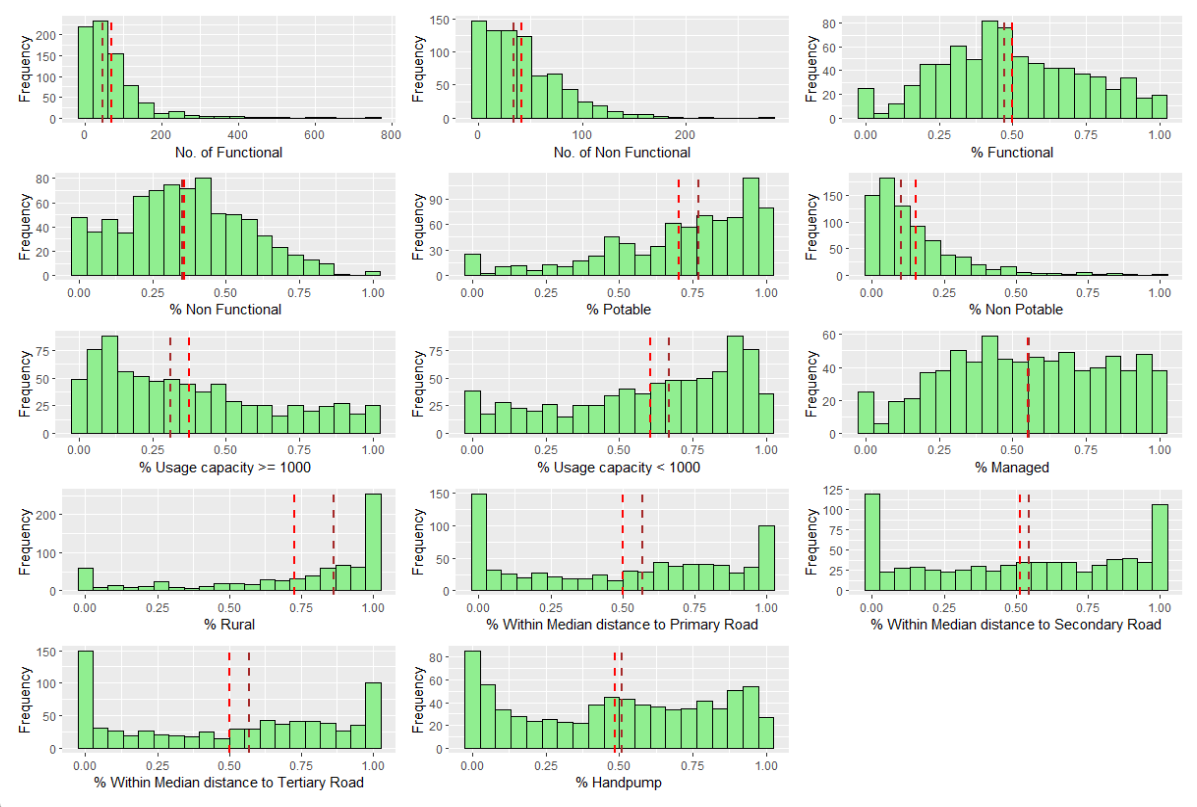 Frequency
200
150
100
50
0
0 200 400 600 800
No. of Functional
Frequency
150
100
50
0
0 100 200
No. of Non Functional
Frequency
80
60
40
20
0
0.00 0.25 0.50 0.75 1.00
% Functional
Frequency
80
60
40
20
0
0.00 0.25 0.50 0.75 1.00
% Non Functional
Frequency
90
60
30
0
0.00 0.25 0.50 0.75 1.00
% Potable
Frequency
150
100
50
0
0.00 0.25 0.50 0.75 1.00
% Non Potable
Frequency
75
50
25
0
0.00 0.25 0.50 0.75 1.00
% Usage capacity >= 1000
Frequency
75
50
25
0
0.00 0.25 0.50 0.75 1.00
% Usage capacity < 1000
Frequency
60
40
20
0
0.00 0.25 0.50 0.75 1.00
% Managed
Frequency
200
100
0
0.00 0.25 0.50 0.75 1.00
% Rural
Frequency
150
100
50
0
0.00 0.25 0.50 0.75 1.00
% Within Median distance to Primary Road
Frequency
125
100
75
50
25
0
0.00 0.25 0.50 0.75 1.00
% Within Median distance to Secondary Road
Frequency
150
100
50
0
0.00 0.25 0.50 0.75 1.00
% Within Median distance to Tertiary Road
Frequency
80
60
40
20
0
0.00 0.25 0.50 0.75 1.00
% Handpump